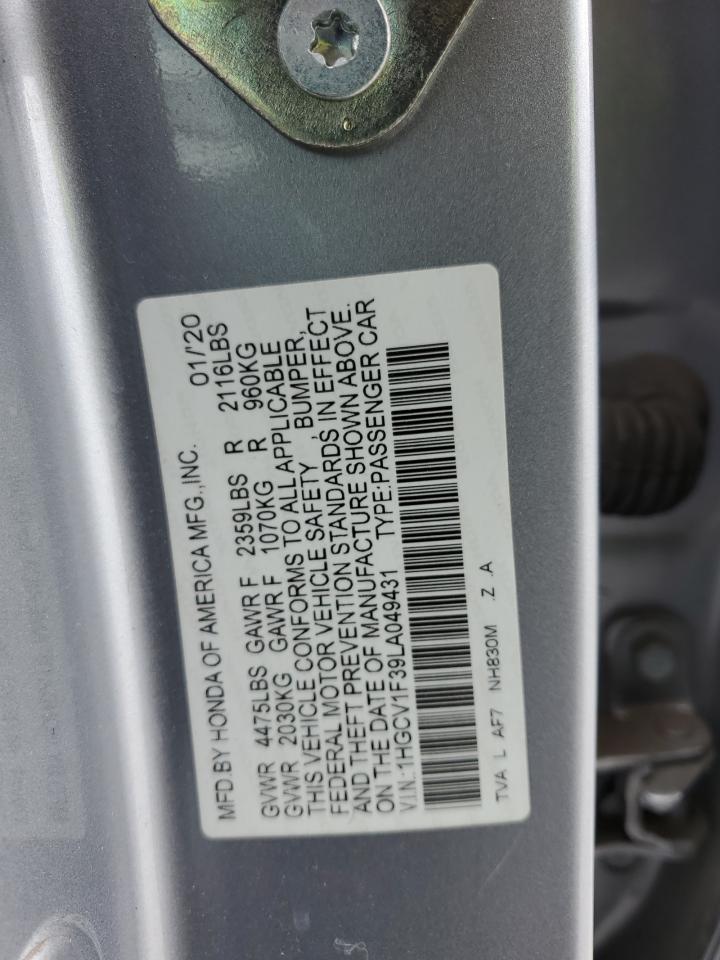 MFD.BY HONDA OF AMERICA MFG.,INC. 01/'20
GVWR 4475LBS GAWR F 2359LBS R 2116LBS
GVWR 2030KG GAWR F 1070KG R 960KG
THIS VEHICLE CONFORMS TO ALL APPLICABLE
FEDERAL MOTOR VEHICLE SAFETY , BUMPER,
AND THEFT PREVENTION STANDARDS IN EFFECT
ON THE DATE OF MANUFACTURE SHOWN ABOVE.
V.I.N.:1HGCV1F39LA049431 TYPE:PASSENGER CAR
TVA L AF7 NH830M .Z .A